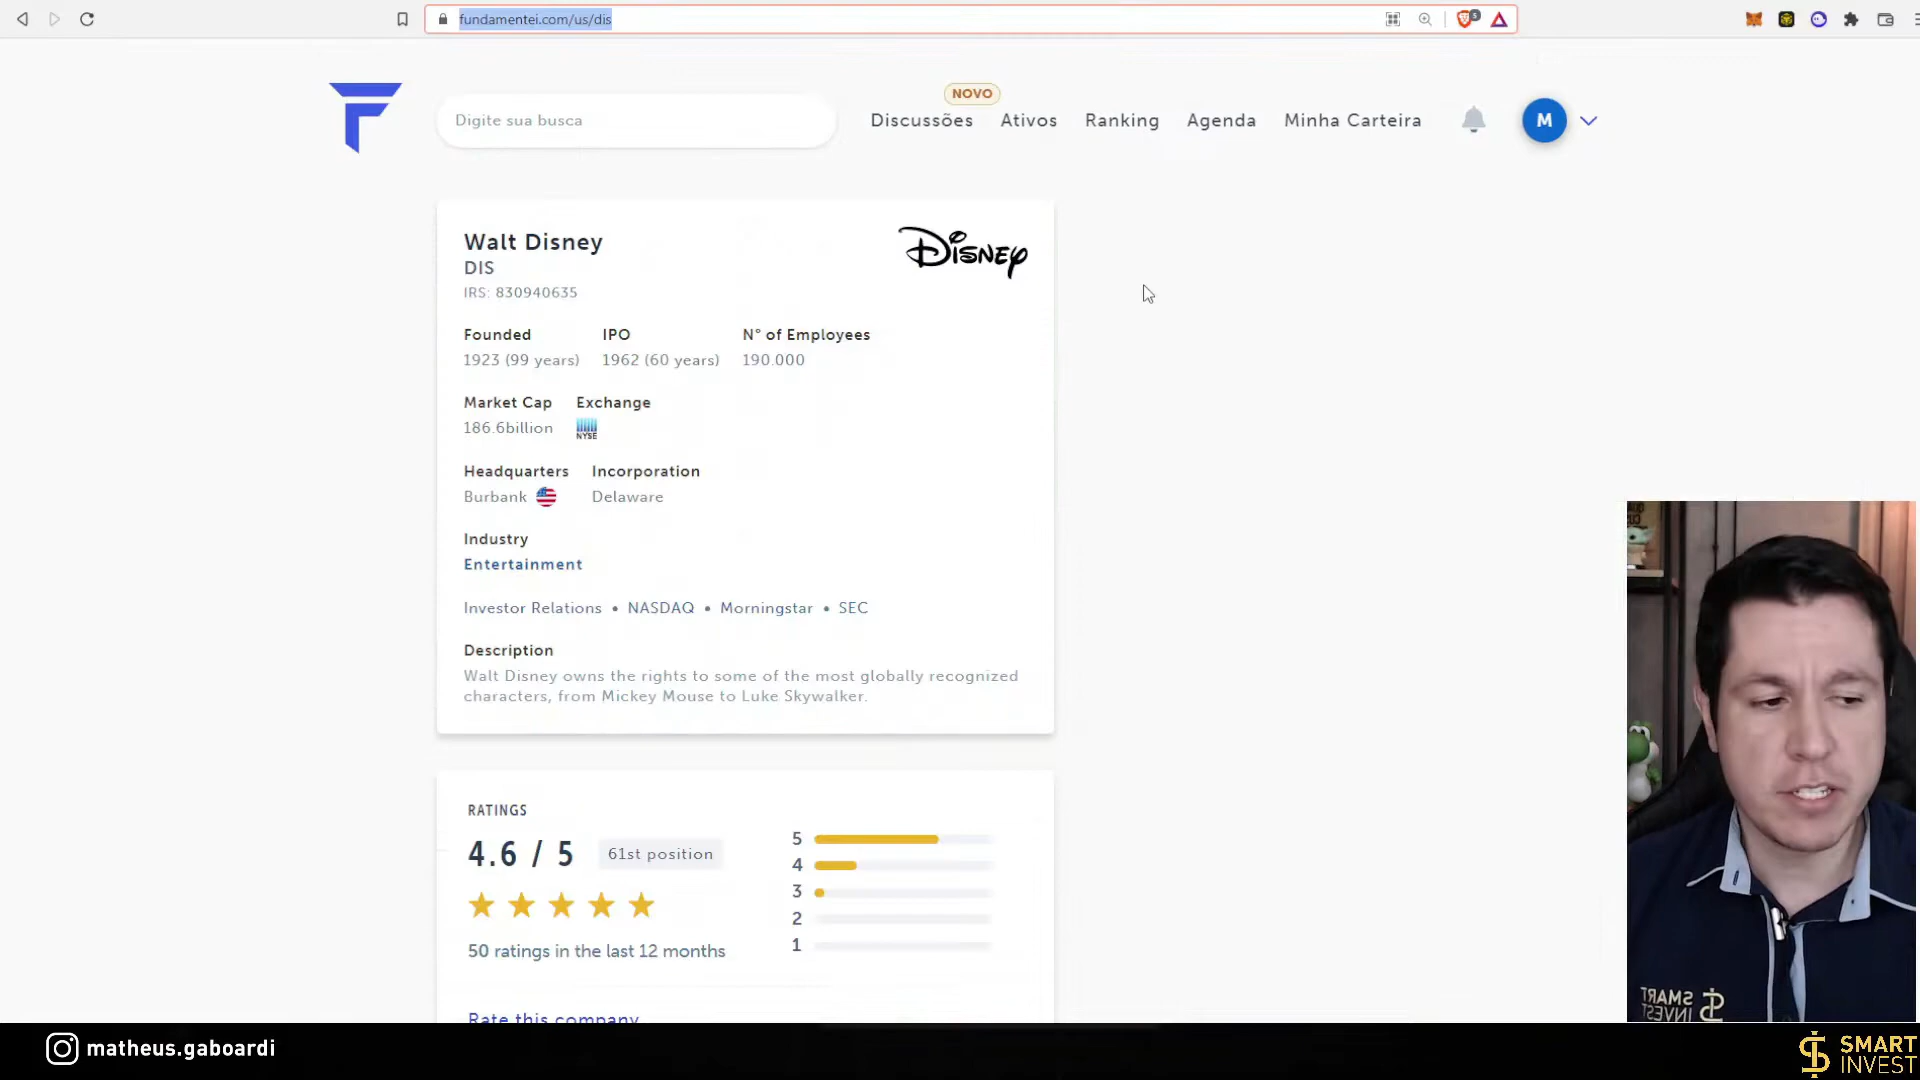 fundamentei.com/us/dis
5
F
Digite sua busca
NOVO
Discussões
Ativos
Ranking
Agenda
Minha Carteira
M
Walt Disney
DIS
IRS: 830940635
Disney
Founded
1923 (99 years)
IPO
1962 (60 years)
N° of Employees
190.000
Market Cap
186.6billion
Exchange
NYSE
Headquarters
Burbank
Incorporation
Delaware
Industry
Entertainment
Investor Relations • NASDAQ • Morningstar • SEC
Description
Walt Disney owns the rights to some of the most globally recognized
characters, from Mickey Mouse to Luke Skywalker.
RATINGS
4.6 / 5
61st position
50 ratings in the last 12 months
5
4
3
2
1
Rate this company
SMART
INVEST
matheus.gaboardi
SMART
INVEST